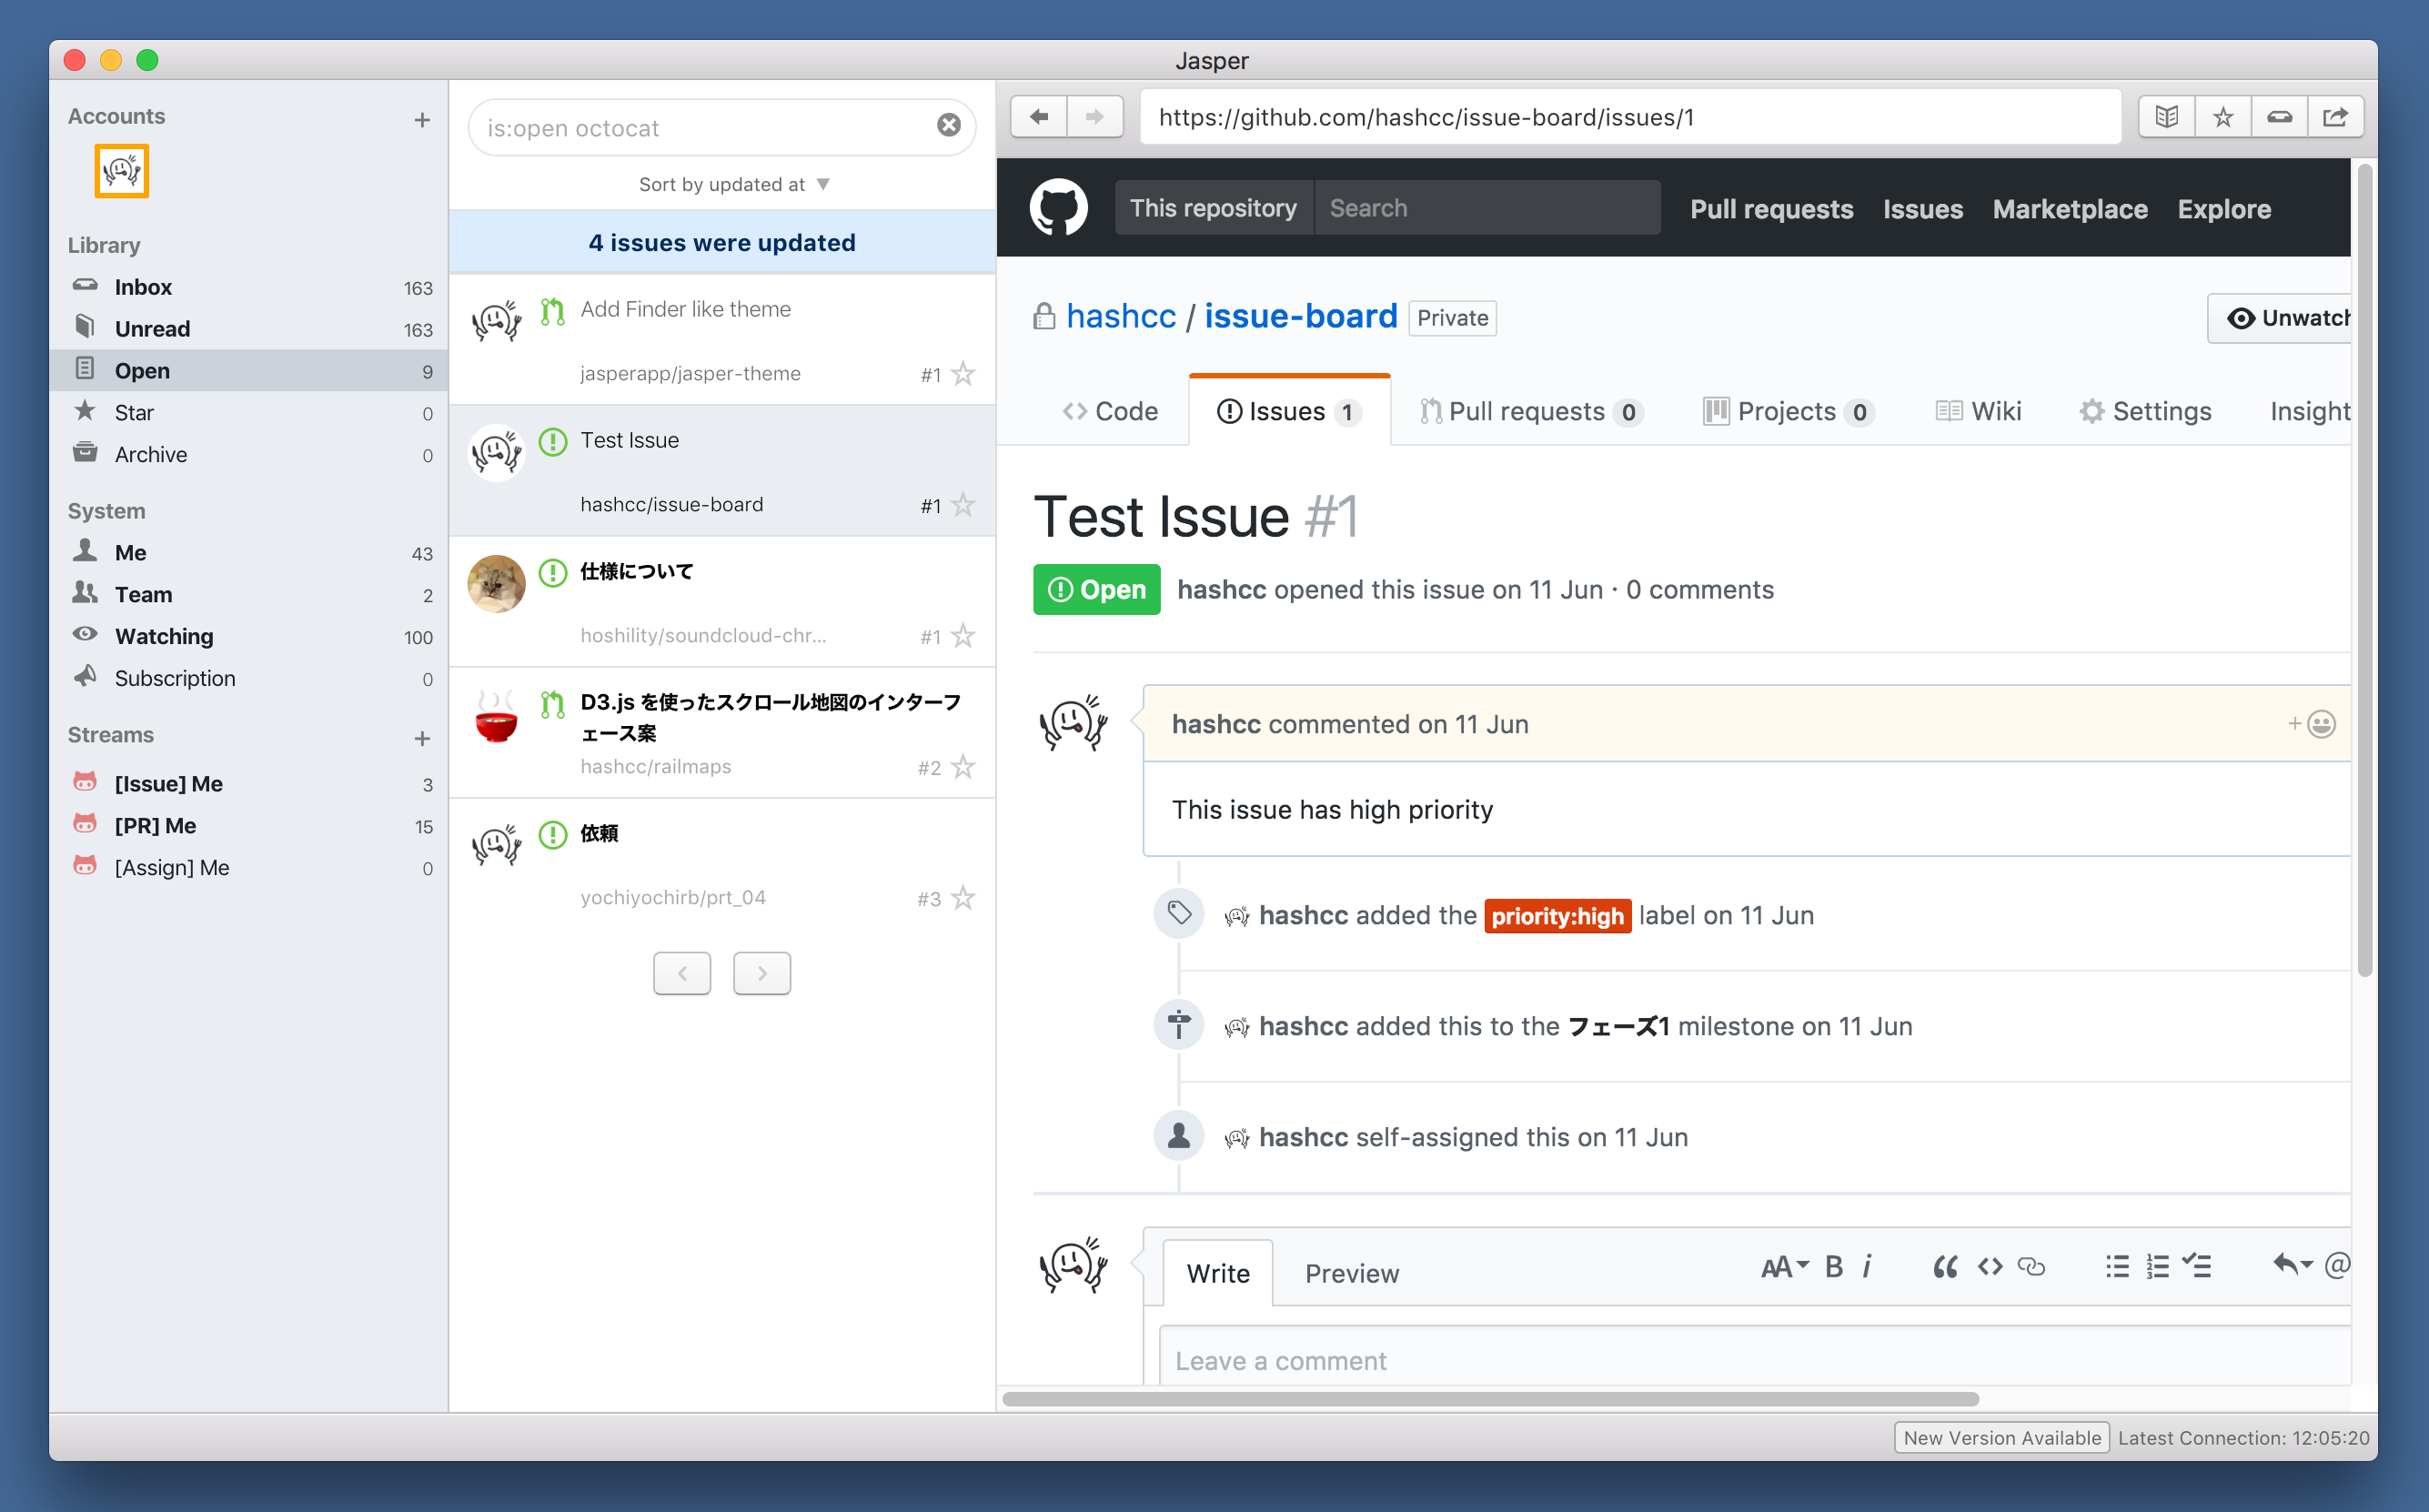 Jasper
Accounts
Library
Inbox 163
Unread 163
Open 9
Star 0
Archive 0
System
Me 43
Team 2
Watching 100
Subscription 0
Streams
[Issue] Me 3
[PR] Me 15
[Assign] Me 0
is:open octocat
Sort by updated at ▼
4 issues were updated
Add Finder like theme
jasperapp/jasper-theme #1
Test Issue
hashcc/issue-board #1
仕様について
hoshility/soundcloud-chr... #1
D3.js を使ったスクロール地図のインターフ
ェース案
hashcc/railmaps #2
依頼
yochiyochirb/prt_04 #3
https://github.com/hashcc/issue-board/issues/1
This repository Search Pull requests Issues Marketplace Explore
hashcc / issue-board Private Unwatch
Code Issues 1 Pull requests 0 Projects 0 Wiki Settings Insight
Test Issue #1
Open hashcc opened this issue on 11 Jun · 0 comments
hashcc commented on 11 Jun
This issue has high priority
hashcc added the priority:high label on 11 Jun
hashcc added this to the フェーズ1 milestone on 11 Jun
hashcc self-assigned this on 11 Jun
Write Preview AA B i “ <> @
Leave a comment
New Version Available Latest Connection: 12:05:20